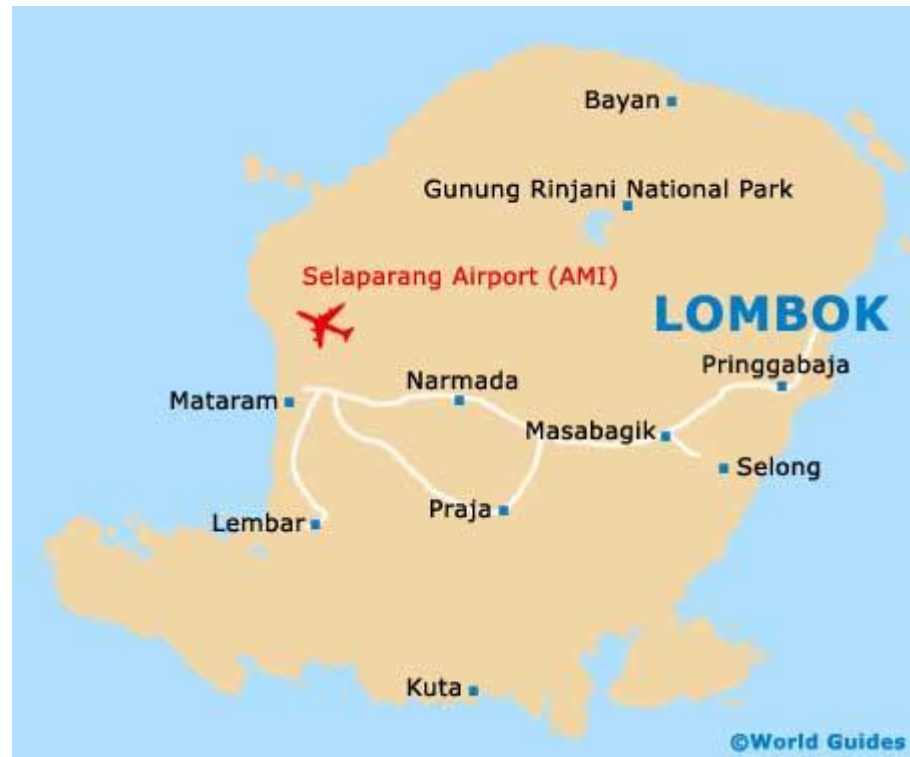 Bayan
Gunung Rinjani National Park
Selaparang Airport (AMI)
LOMBOK
Pringgabaja
Narmada
Mataram
Masabagik
Selong
Praja
Lembar
Kuta
©World Guides